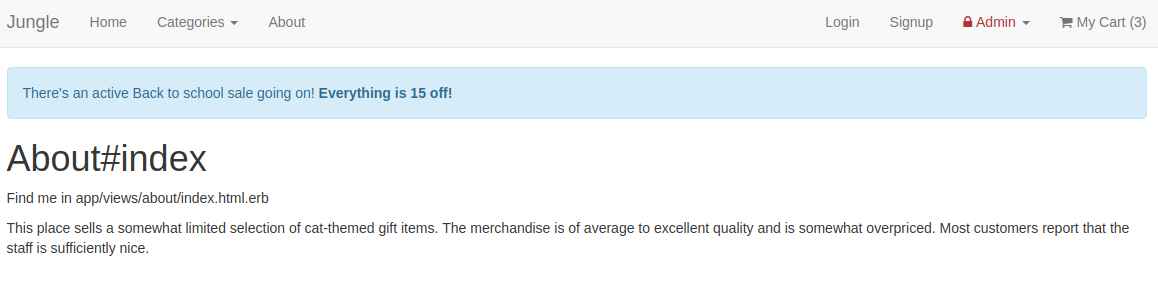 Jungle Home Categories About Login Signup Admin My Cart (3)
There's an active Back to school sale going on! Everything is 15 off!
About#index
Find me in app/views/about/index.html.erb
This place sells a somewhat limited selection of cat-themed gift items. The merchandise is of average to excellent quality and is somewhat overpriced. Most customers report that the
staff is sufficiently nice.